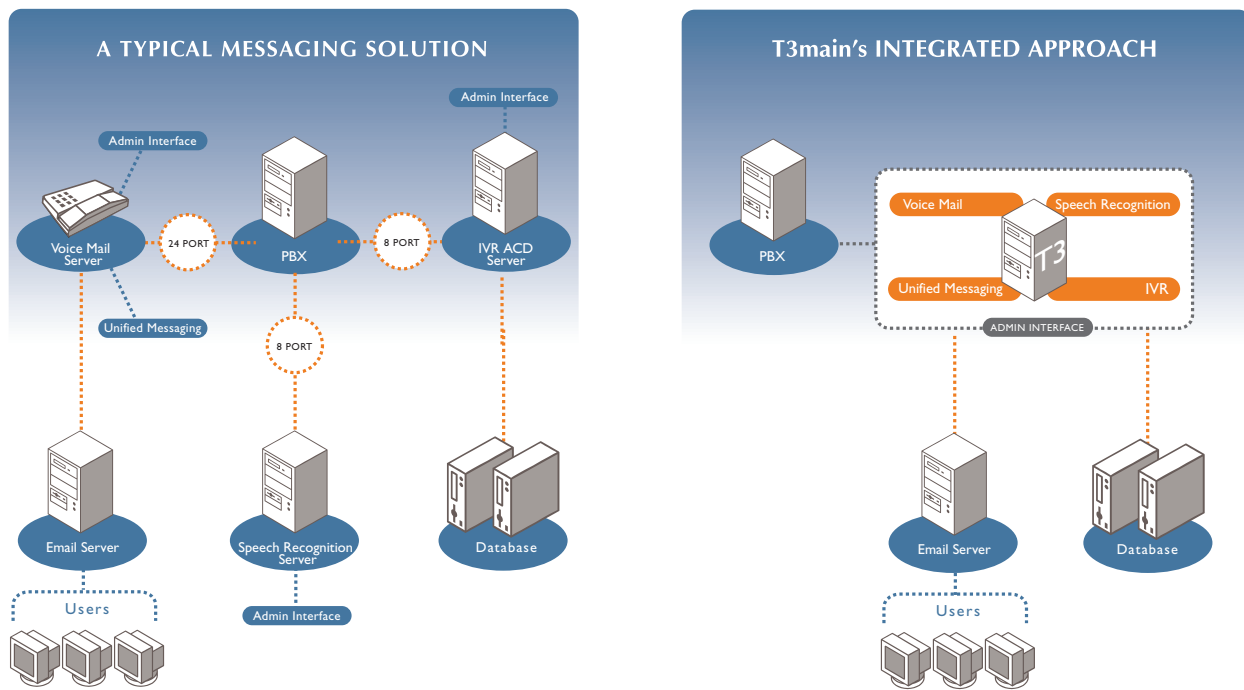 A TYPICAL MESSAGING SOLUTION
Admin Interface
Admin Interface
Voice Mail
Server
24 PORT
PBX
8 PORT
IVR ACD
Server
Unified Messaging
8 PORT
Email Server
Speech Recognition
Server
Database
Users
Admin Interface
T3main's INTEGRATED APPROACH
PBX
Voice Mail
Speech Recognition
T3
Unified Messaging
IVR
ADMIN INTERFACE
Email Server
Database
Users